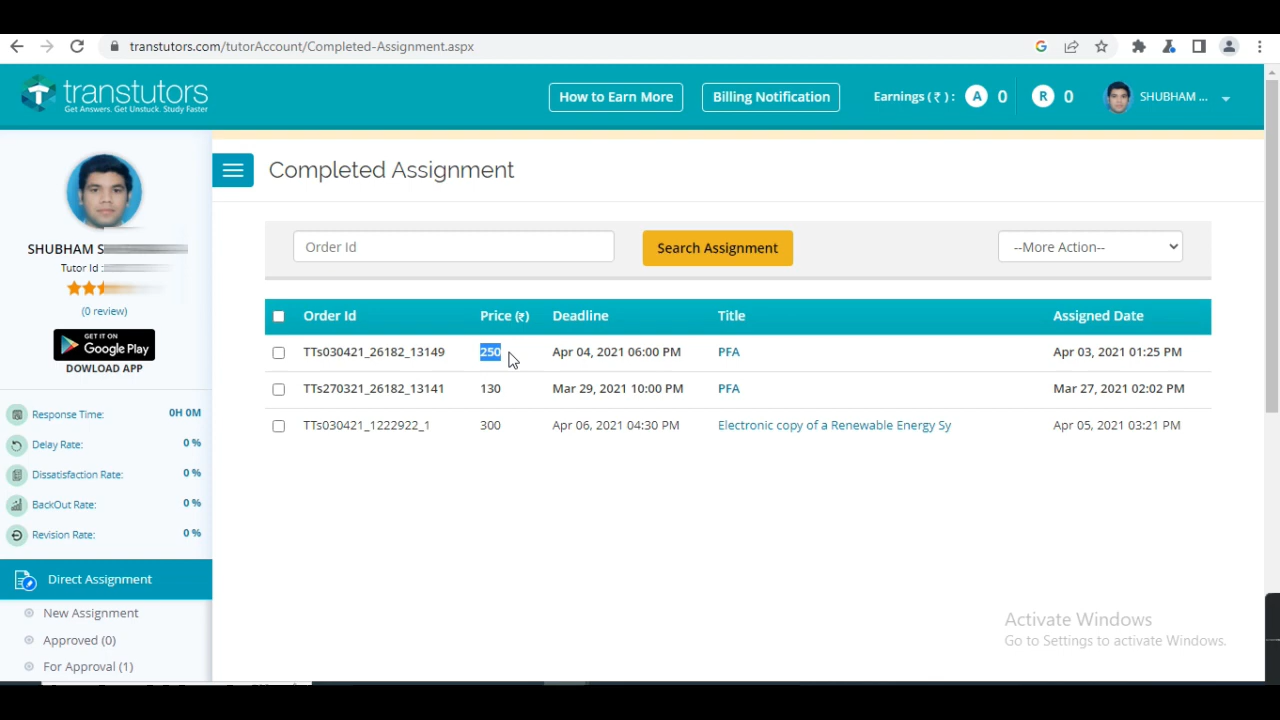 transtutors.com/tutorAccount/Completed-Assignment.aspx
transtutors
Get Answers. Get Unstuck. Study Faster
How to Earn More
Billing Notification
Earnings (₹) :
A 0
R 0
SHUBHAM ...
SHUBHAM S
Tutor Id :
(0 review)
GET IT ON
Google Play
DOWLOAD APP
Response Time: 0H 0M
Delay Rate: 0 %
Dissatisfaction Rate: 0 %
BackOut Rate: 0 %
Revision Rate: 0 %
Direct Assignment
New Assignment
Approved (0)
For Approval (1)
Completed Assignment
Order Id
Search Assignment
--More Action--
Order Id Price (₹) Deadline Title Assigned Date
TTs030421_26182_13149 250 Apr 04, 2021 06:00 PM PFA Apr 03, 2021 01:25 PM
TTs270321_26182_13141 130 Mar 29, 2021 10:00 PM PFA Mar 27, 2021 02:02 PM
TTs030421_1222922_1 300 Apr 06, 2021 04:30 PM Electronic copy of a Renewable Energy Sy Apr 05, 2021 03:21 PM
Activate Windows
Go to Settings to activate Windows.